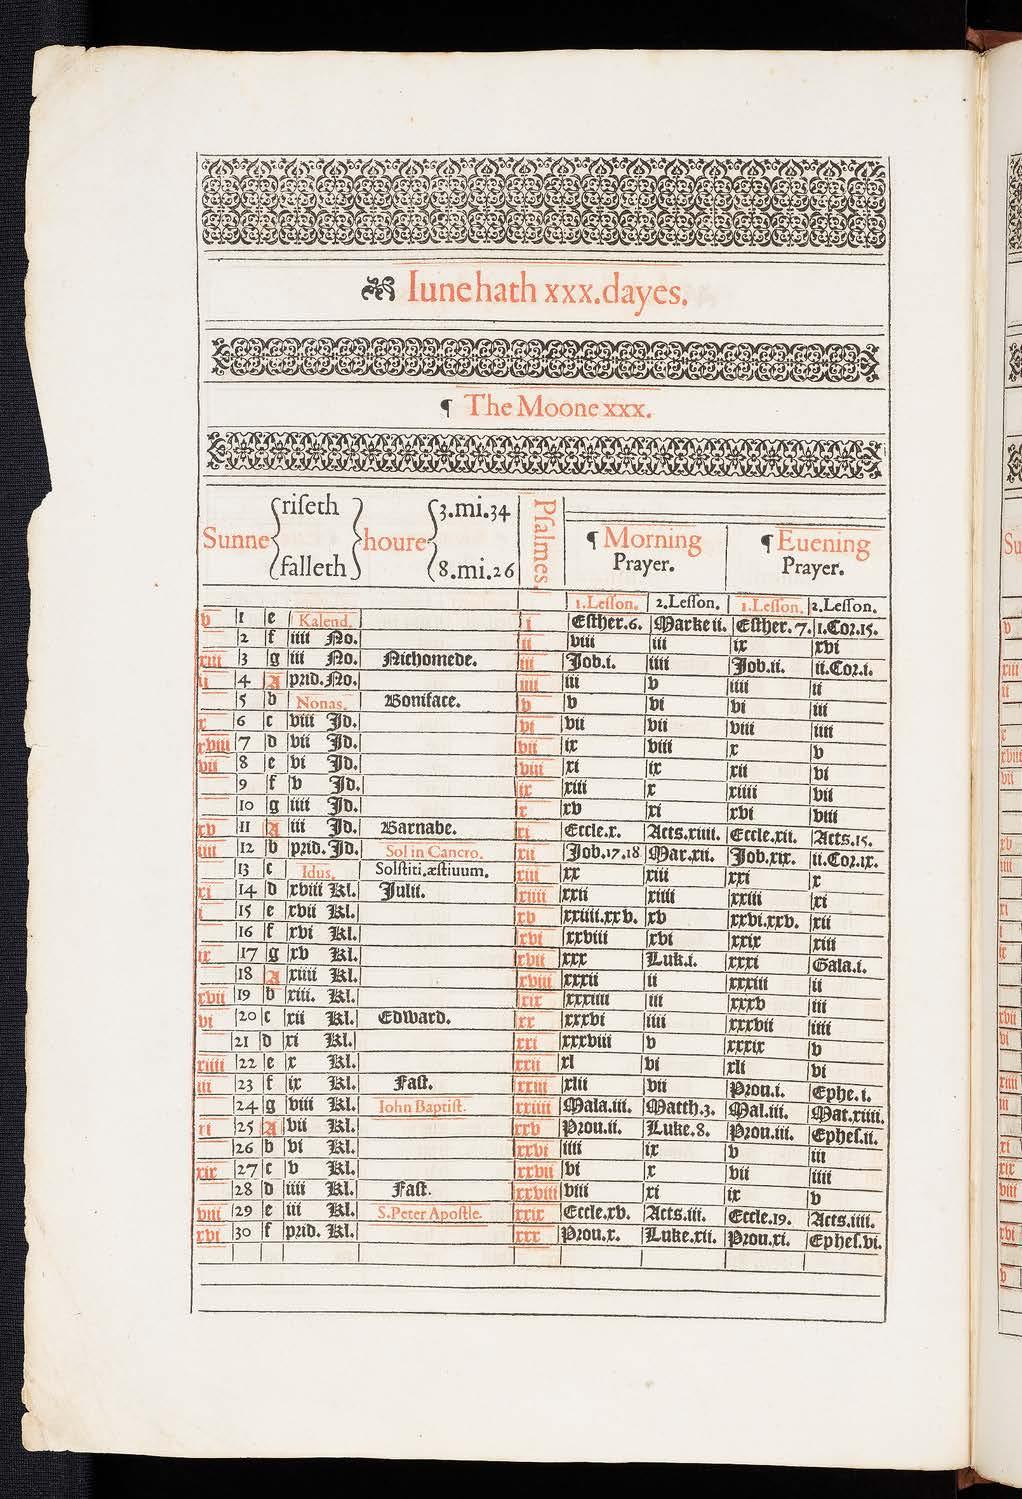 Iune hath xxx. dayes.
¶ The Moone xxx.
Sunne riſeth falleth houre 3.mi.34 8.mi.26 Pſalmes. ¶ Morning Prayer. ¶ Euening Prayer.
1.Leſſon. 2.Leſſon. 1.Leſſon. 2.Leſſon.
v 1 e Kalend. i Eſther.6. Marke ii. Eſther.7. 1.Cor.15.
2 f iiii No. ii viii iii ix xvi
xiii 3 g iii No. Nichomede. iii Job.i. iiii Job.ii. ii.Cor.i.
ii 4 A prid.No. iiii iii v iiii ii
5 b Nonas. Boniface. v v vi vi iii
x 6 c viii Jd. vi vii vii viii iiii
xviii 7 d vii Jd. vii ix viii x v
vii 8 e vi Jd. viii xi ix xii vi
9 f v Jd. ix xiii x xiiii vii
10 g iiii Jd. x xv xi xvi viii
xv 11 A iii Jd. Barnabe. xi Eccle.x. Acts.xiiii. Eccle.xii. Acts.15.
iiii 12 b prid.Jd. Sol in Cancro. xii Job.17.18 Mar.xii. Job.xix. ii.Cor.ix.
13 c Idus. Solſtiti.æſtiuum. xiii xx xiii xxi x
xi 14 d xviii Kl. Julii. xiiii xxii xiiii xxiii xi
i 15 e xvii Kl. xv xxiiii.xxv. xv xxvi.xxv. xii
16 f xvi Kl. xvi xxviii xvi xxix xiii
ix 17 g xv Kl. xvii xxx Luk.i. xxxi Gala.i.
18 A xiiii Kl. xviii xxxii ii xxxiii ii
xvii 19 b xiii. Kl. xix xxxiiii iii xxxv iii
vi 20 c xii Kl. Edward. xx xxxvi iiii xxxvii iiii
21 d xi Kl. xxi xxxviii v xxxix v
xiiii 22 e x Kl. xxii xl vi xli vi
iii 23 f ix Kl. Faſt. xxiii xlii vii Prou.i. Ephe.i.
24 g viii Kl. Iohn Baptiſt. xxiiii Mala.iii. Matth.3. Mal.iii. Mat.xiiii.
xi 25 A vii Kl. xxv Prou.ii. Luke.8. Prou.iii. Epheſ.ii.
26 b vi Kl. xxvi iiii ix v iii
xix 27 c v Kl. xxvii vi x vii iiii
28 d iiii Kl. Faſt. xxviii viii xi ix v
viii 29 e iii Kl. S.Peter Apoſtle. xxix Eccle.xv. Acts.iii. Eccle.19. Acts.iiii.
xvi 30 f prid. Kl. xxx Prou.x. Luke.xii. Prou.xi. Epheſ.vi.